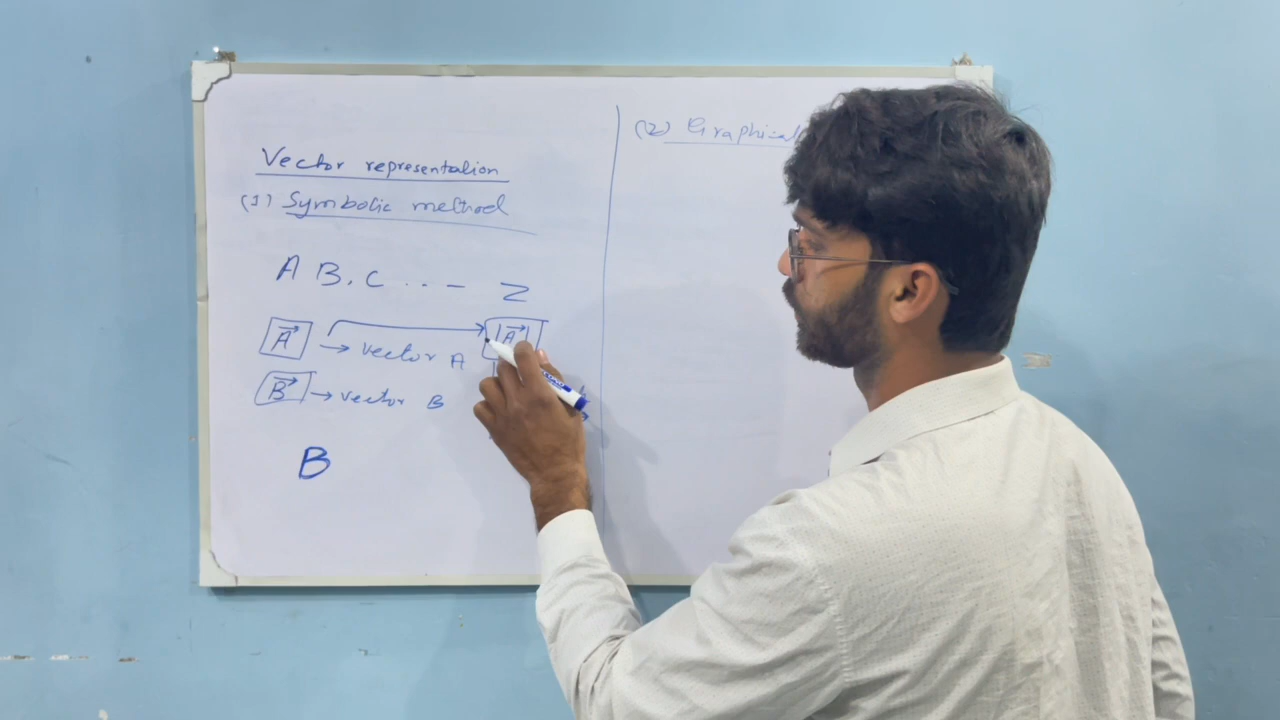 Vector representation
(1) Symbolic method
A B, C ... — Z
A⃗ → vector A |A⃗|
B⃗ → vector B
B
(2) Graphical